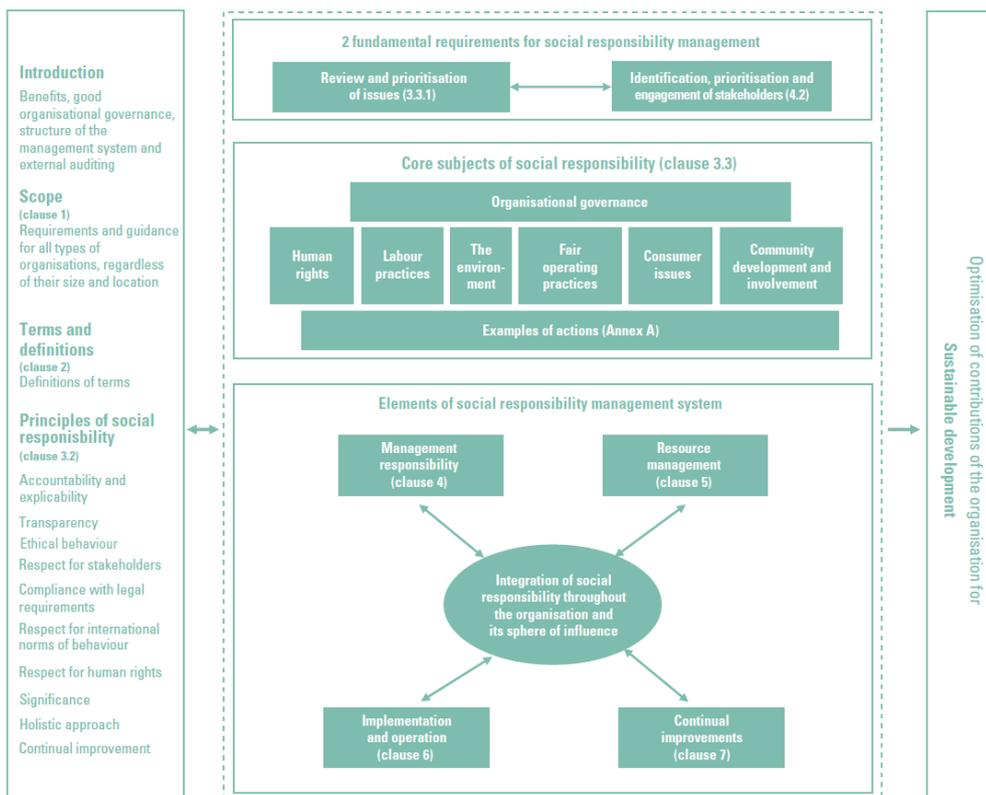 Introduction
Benefits, good
organisational governance,
structure of the
management system and
external auditing
Scope
(clause 1)
Requirements and guidance
for all types of
organisations, regardless
of their size and location
Terms and
definitions
(clause 2)
Definitions of terms
Principles of social
responisbility
(clause 3.2)
Accountability and
explicability
Transparency
Ethical behaviour
Respect for stakeholders
Compliance with legal
requirements
Respect for international
norms of behaviour
Respect for human rights
Significance
Holistic approach
Continual improvement
2 fundamental requirements for social responsibility management
Review and prioritisation
of issues (3.3.1)
Identification, prioritisation and
engagement of stakeholders (4.2)
Core subjects of social responsibility (clause 3.3)
Organisational governance
Human
rights
Labour
practices
The
environ-
ment
Fair
operating
practices
Consumer
issues
Community
development and
involvement
Examples of actions (Annex A)
Elements of social responsibility management system
Management
responsibility
(clause 4)
Resource
management
(clause 5)
Integration of social
responsibility throughout
the organisation and
its sphere of influence
Implementation
and operation
(clause 6)
Continual
improvements
(clause 7)
Optimisation of contributions of the organisation for
Sustainable development